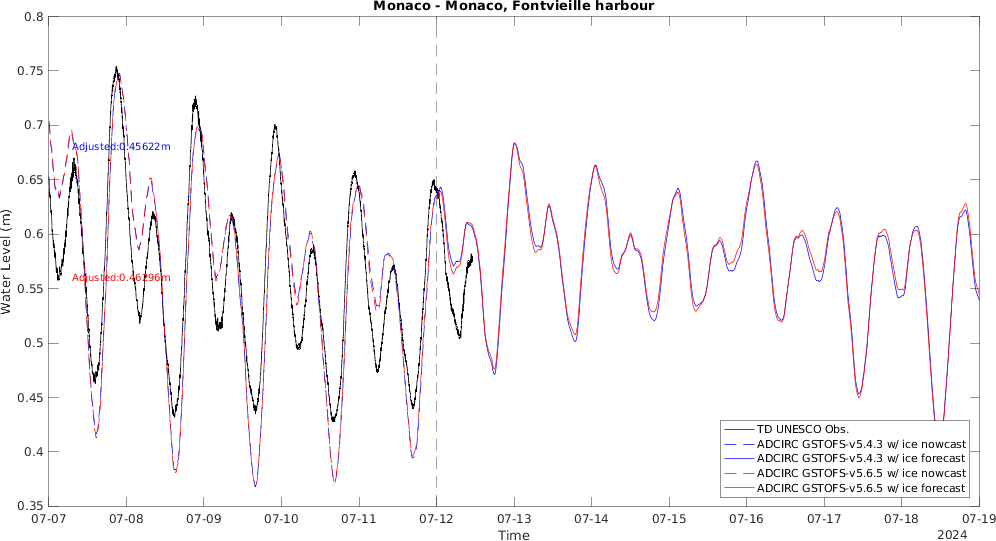 Monaco - Monaco, Fontvieille harbour
0.8
0.75
0.7
0.65
0.6
0.55
0.5
0.45
0.4
0.35
Water Level (m)
Adjusted:0.45622m
Adjusted:0.46296m
TD UNESCO Obs.
ADCIRC GSTOFS-v5.4.3 w/ ice nowcast
ADCIRC GSTOFS-v5.4.3 w/ ice forecast
ADCIRC GSTOFS-v5.6.5 w/ ice nowcast
ADCIRC GSTOFS-v5.6.5 w/ ice forecast
07-07 07-08 07-09 07-10 07-11 07-12 07-13 07-14 07-15 07-16 07-17 07-18 07-19
Time
2024